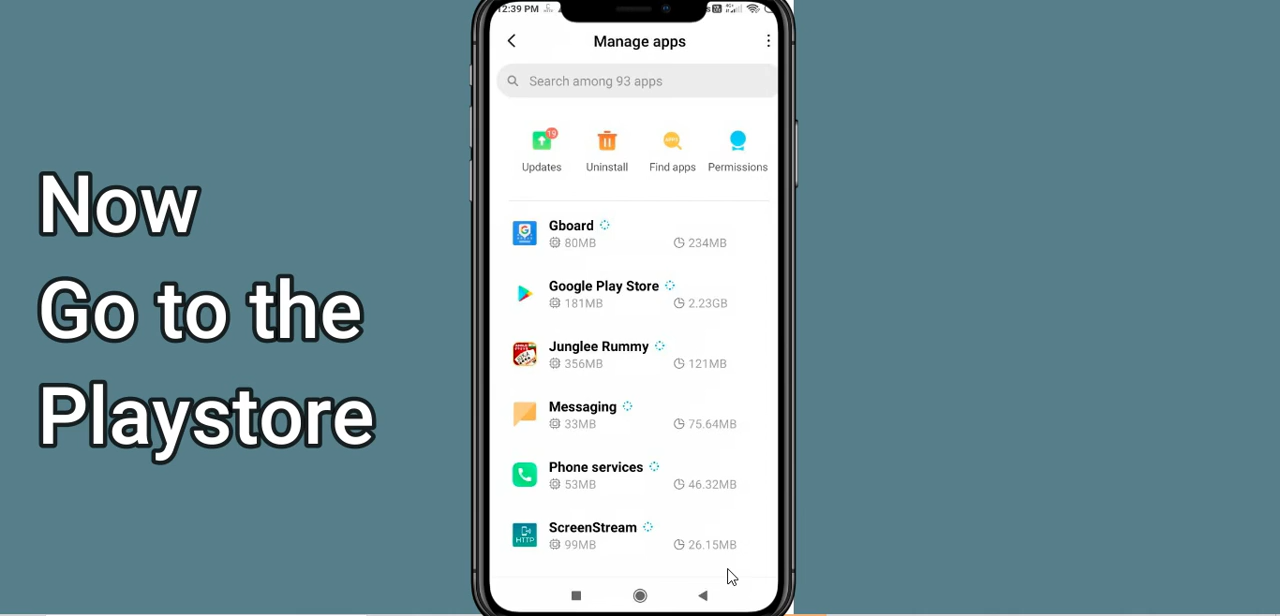 Now
Go to the
Playstore
12:39 PM
Manage apps
Search among 93 apps
19
Updates
Uninstall
Find apps
Permissions
Gboard
80MB 234MB
Google Play Store
181MB 2.23GB
Junglee Rummy
356MB 121MB
Messaging
33MB 75.64MB
Phone services
53MB 46.32MB
ScreenStream
HTTP
99MB 26.15MB